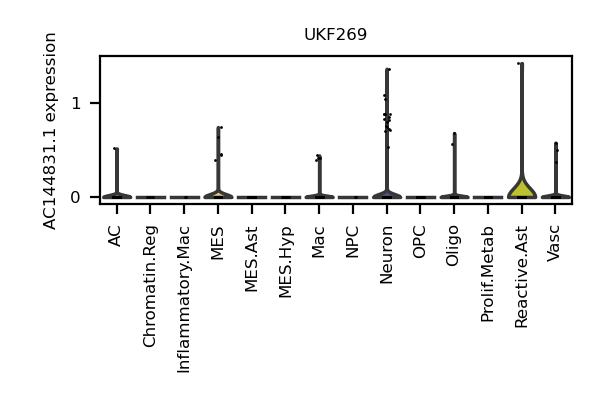 UKF269
AC144831.1 expression
1
0
AC
Chromatin.Reg
Inflammatory.Mac
MES
MES.Ast
MES.Hyp
Mac
NPC
Neuron
OPC
Oligo
Prolif.Metab
Reactive.Ast
Vasc